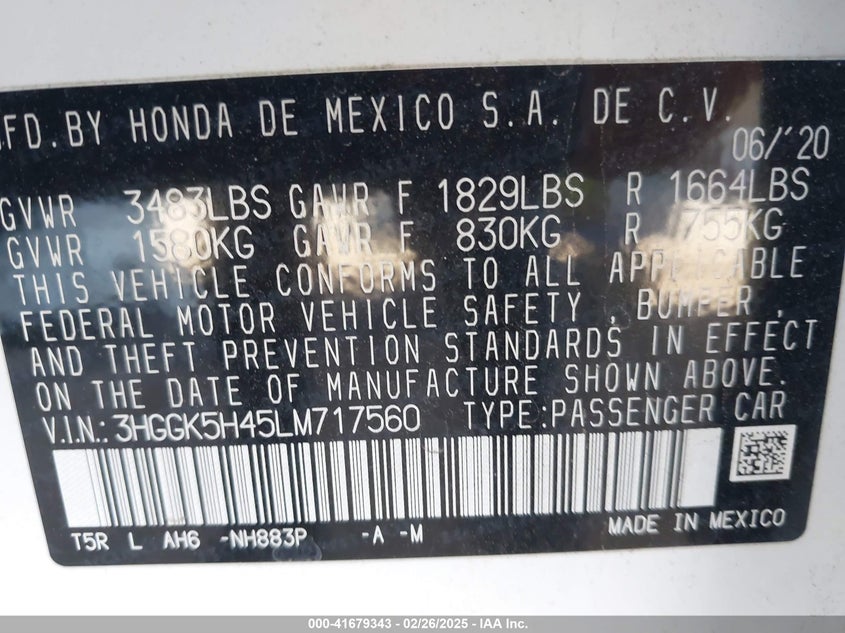 MFD.BY HONDA DE MEXICO S.A. DE C.V.
06/'20
GVWR 3483LBS GAWR F 1829LBS R 1664LBS
GVWR 1580KG GAWR F 830KG R 755KG
THIS VEHICLE CONFORMS TO ALL APPLICABLE
FEDERAL MOTOR VEHICLE SAFETY , BUMPER ,
AND THEFT PREVENTION STANDARDS IN EFFECT
ON THE DATE OF MANUFACTURE SHOWN ABOVE.
V.I.N.: 3HGGK5H45LM717560 TYPE:PASSENGER CAR
T5R L AH6 -NH883P -A -M MADE IN MEXICO
000-41679343 - 02/26/2025 - IAA Inc.